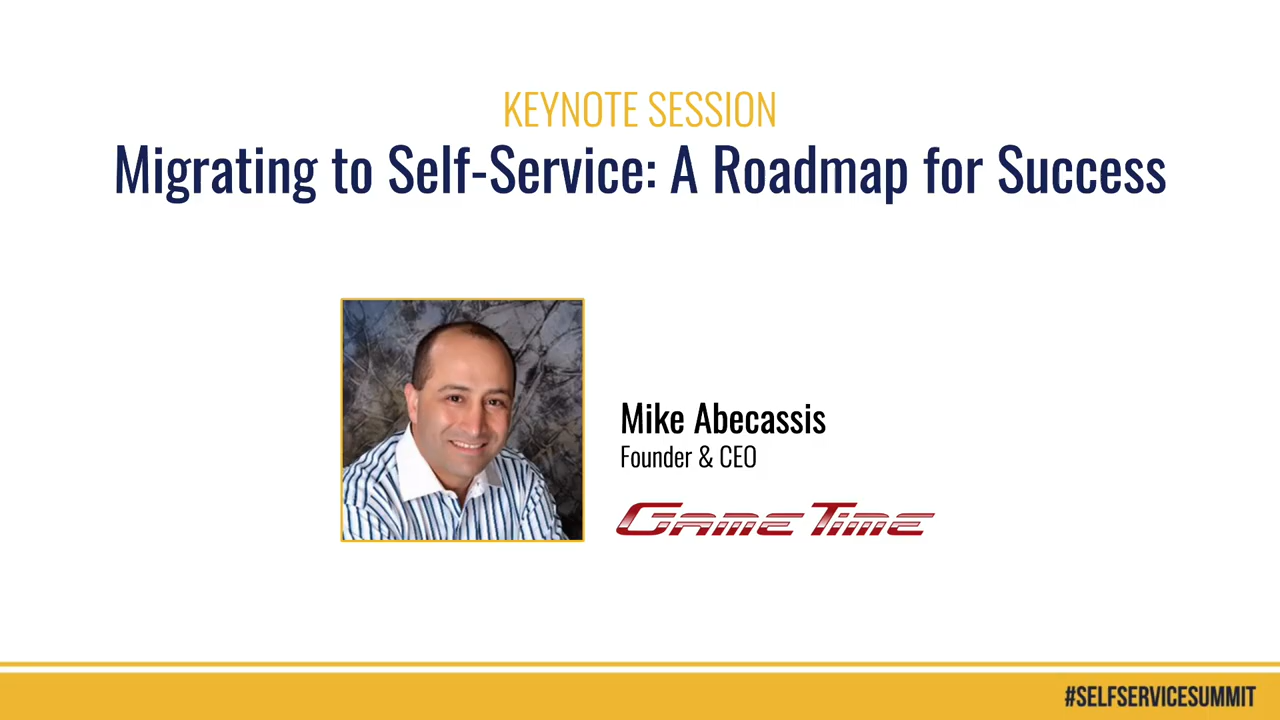 KEYNOTE SESSION
Migrating to Self-Service: A Roadmap for Success
Mike Abecassis
Founder & CEO
GAME TIME
#SELFSERVICESUMMIT